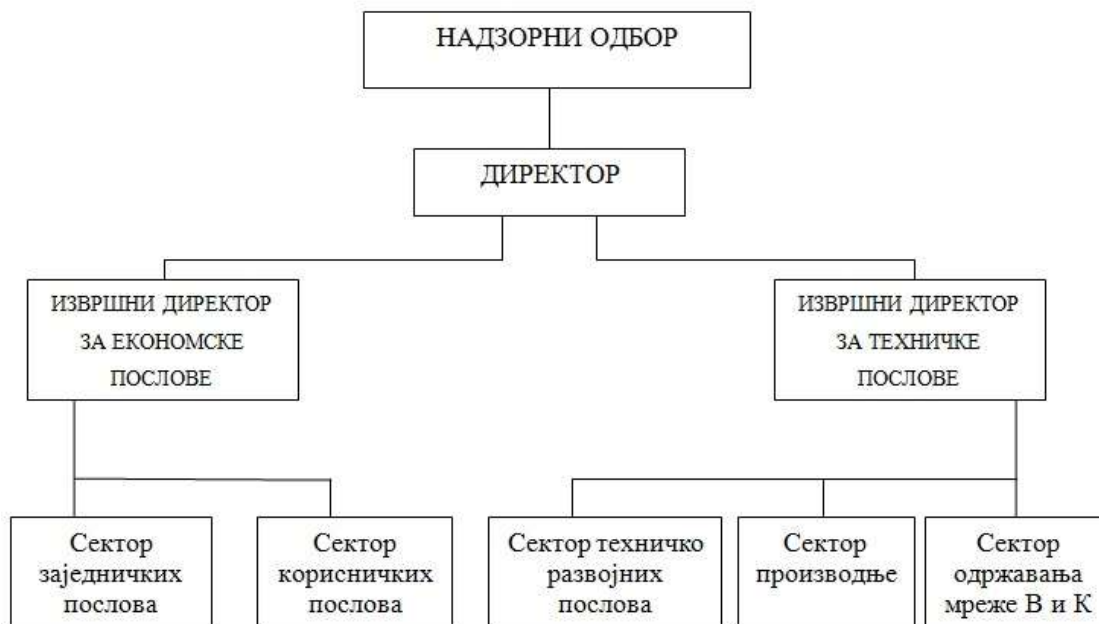 НАДЗОРНИ ОДБОР
ДИРЕКТОР
ИЗВРШНИ ДИРЕКТОР
ЗА ЕКОНОМСКЕ
ПОСЛОВЕ
ИЗВРШНИ ДИРЕКТОР
ЗА ТЕХНИЧКЕ
ПОСЛОВЕ
Сектор
заједничких
послова
Сектор
корисничких
послова
Сектор техничко
развојних
послова
Сектор
производње
Сектор
одржавања
мреже В и К